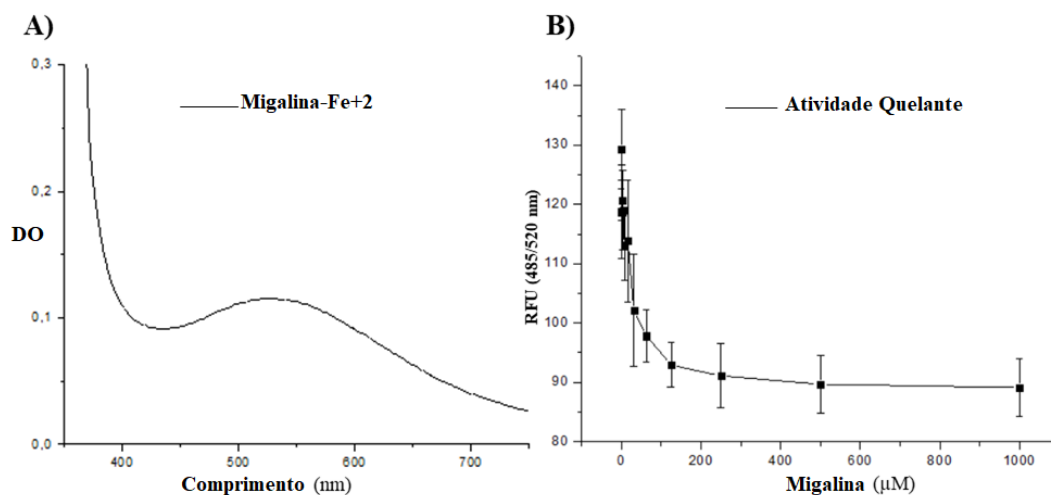 A)
0,3
0,2
0,1
0,0
DO
Migalina-Fe+2
400
500
600
700
Comprimento (nm)
B)
140
130
120
110
100
90
80
RFU (485/520 nm)
Atividade Quelante
0
200
400
600
800
1000
Migalina (μM)